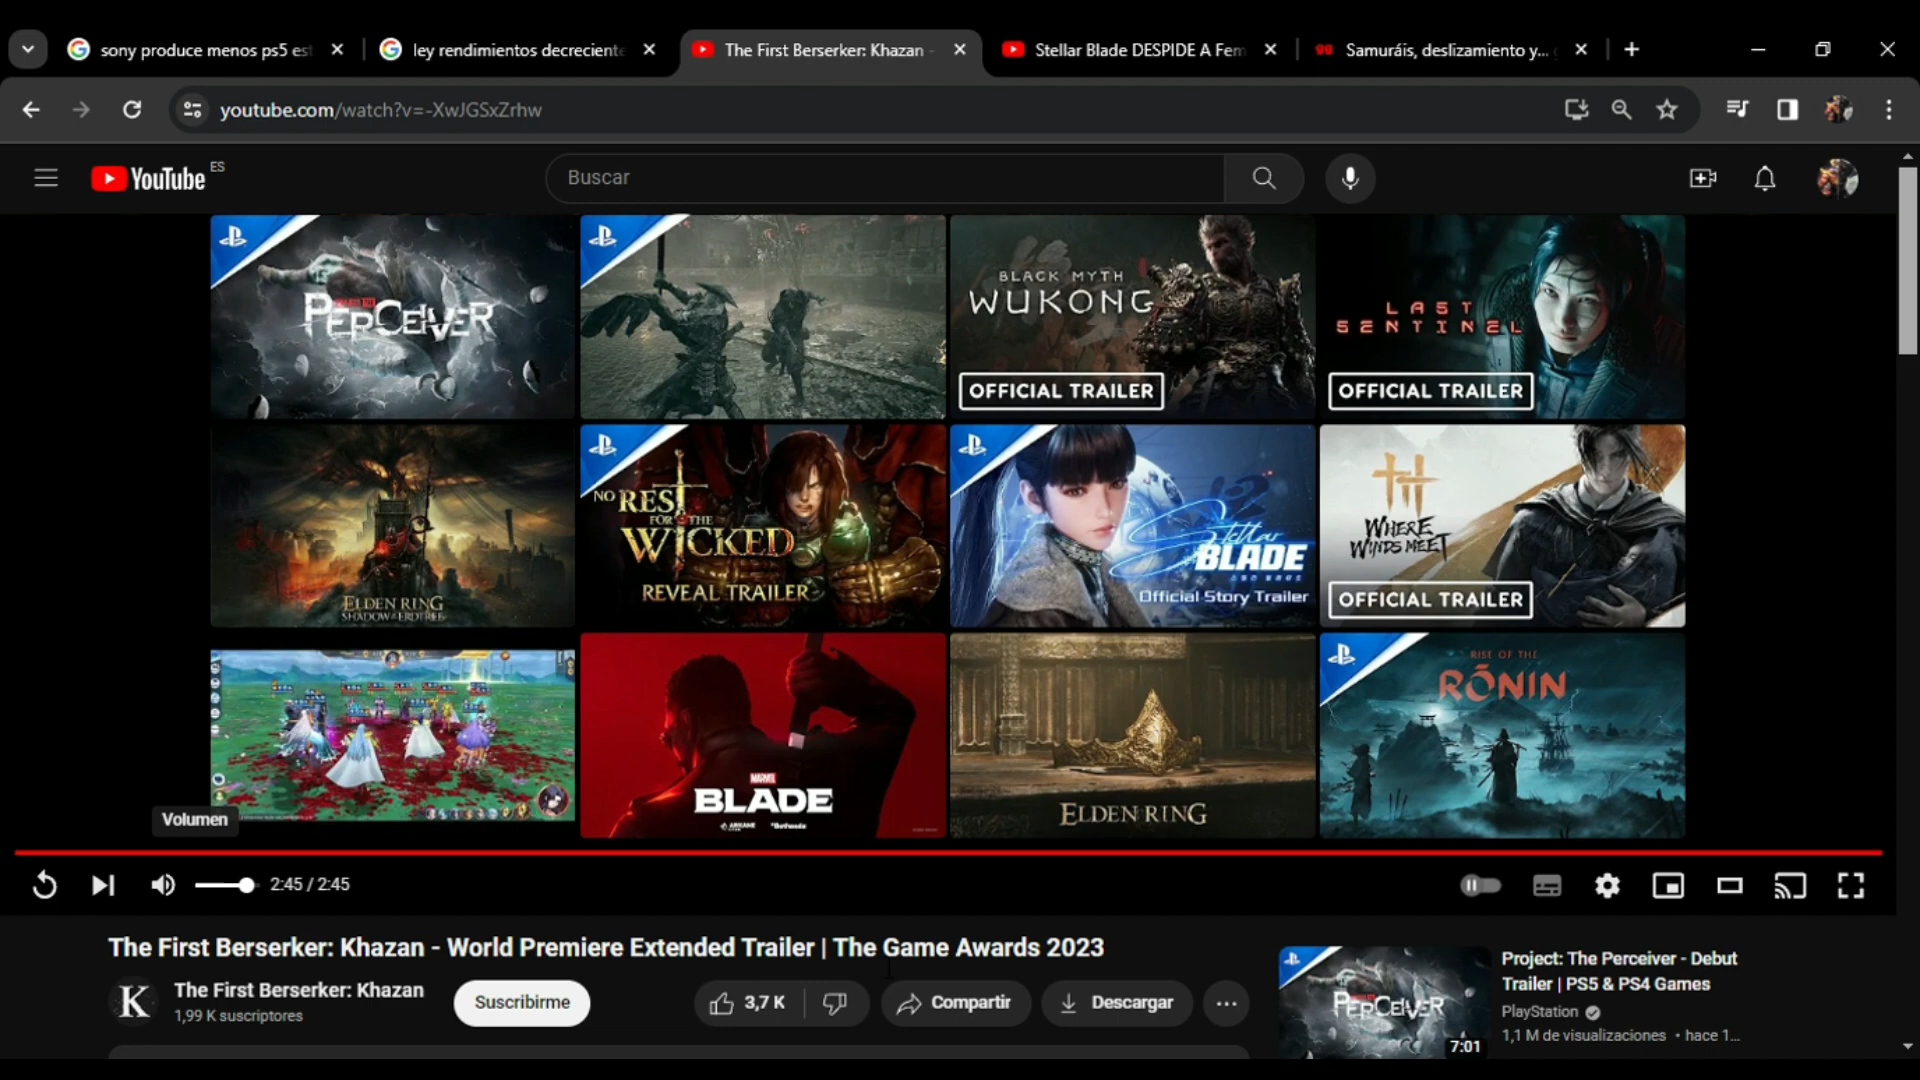 sony produce menos ps5 est
ley rendimientos decreciente
The First Berserker: Khazan -
Stellar Blade DESPIDE A Fem
Samuráis, deslizamiento y...
youtube.com/watch?v=-XwJGSxZrhw
YouTube ES
Buscar
PERCEIVER
BLACK MYTH
WUKONG
OFFICIAL TRAILER
LAST
SENTINEL
OFFICIAL TRAILER
ELDEN RING
SHADOW OF THE ERDTREE
NO REST
FOR THE
WICKED
REVEAL TRAILER
Stellar
BLADE
Official Story Trailer
WHERE
WINDS MEET
OFFICIAL TRAILER
MARVEL
BLADE
ARKANE
Bethesda
ELDEN RING
RISE OF THE
RŌNIN
Volumen
2:45 / 2:45
The First Berserker: Khazan - World Premiere Extended Trailer | The Game Awards 2023
K
The First Berserker: Khazan
1,99 K suscriptores
Suscribirme
3,7 K
Compartir
Descargar
PERCEIVER
7:01
Project: The Perceiver - Debut
Trailer | PS5 & PS4 Games
PlayStation
1,1 M de visualizaciones • hace 1...